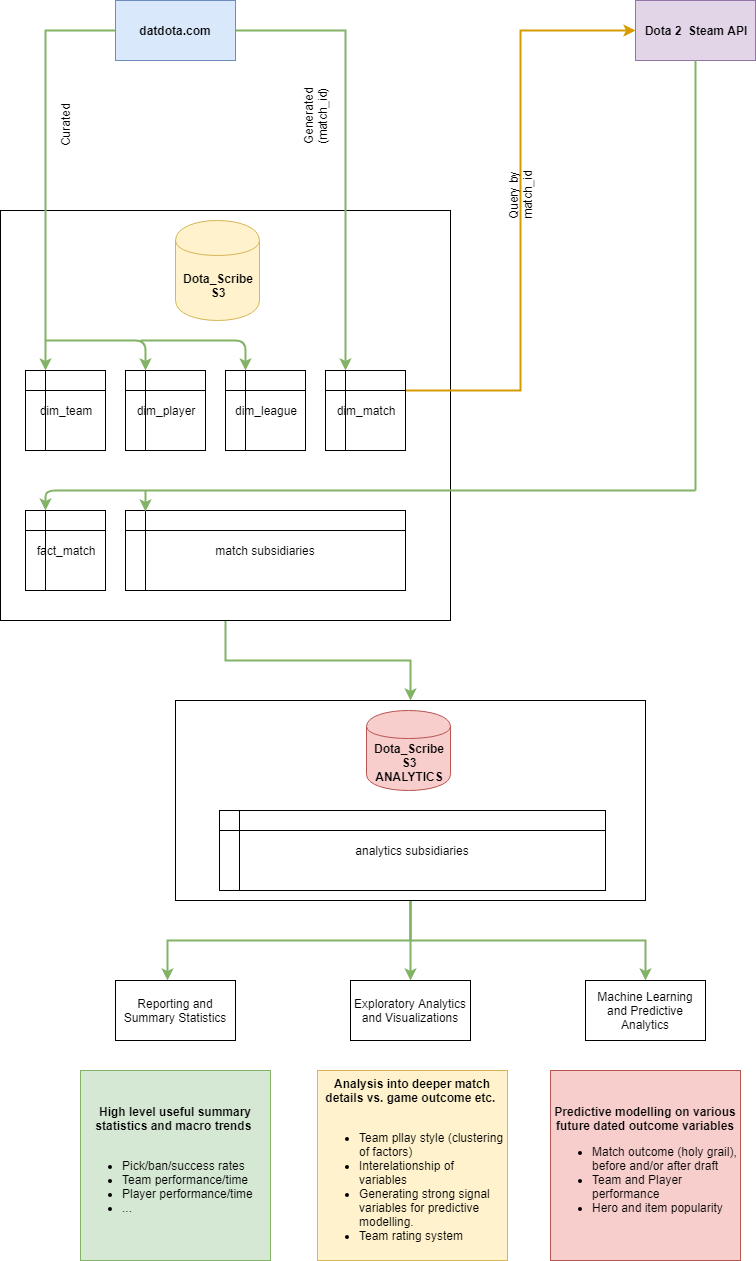 datdota.com
Dota 2 Steam API
Curated
Generated
(match_id)
Query by
match_id
Dota_Scribe
S3
dim_team
dim_player
dim_league
dim_match
fact_match
match subsidiaries
Dota_Scribe
S3
ANALYTICS
analytics subsidiaries
Reporting and
Summary Statistics
Exploratory Analytics
and Visualizations
Machine Learning
and Predictive
Analytics
High level useful summary
statistics and macro trends
• Pick/ban/success rates
• Team performance/time
• Player performance/time
• ...
Analysis into deeper match
details vs. game outcome etc.
• Team pllay style (clustering
of factors)
• Interelationship of
variables
• Generating strong signal
variables for predictive
modelling.
• Team rating system
Predictive modelling on various
future dated outcome variables
• Match outcome (holy grail),
before and/or after draft
• Team and Player
performance
• Hero and item popularity